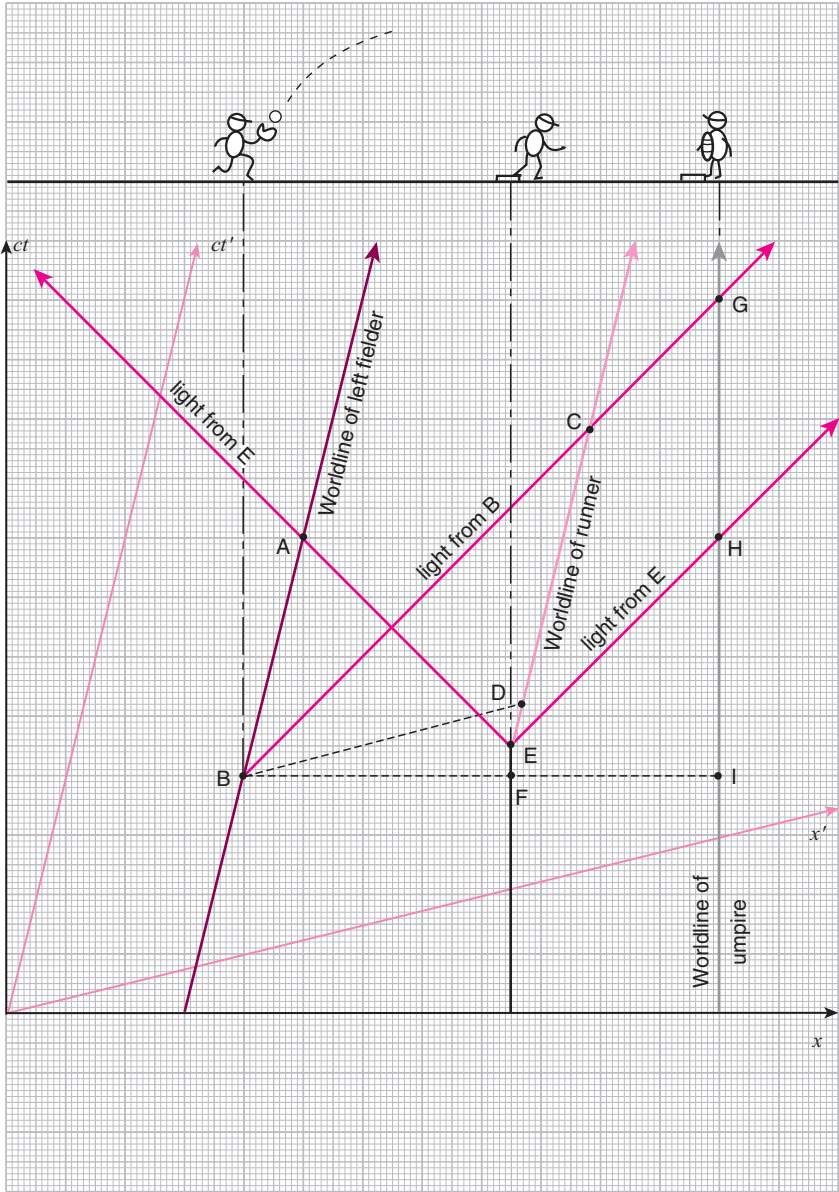 ct
ct′
G
Worldline of left fielder
light from E
C
light from B
Worldline of runner
A
H
light from E
D
E
B
I
F
x′
Worldline of
umpire
x